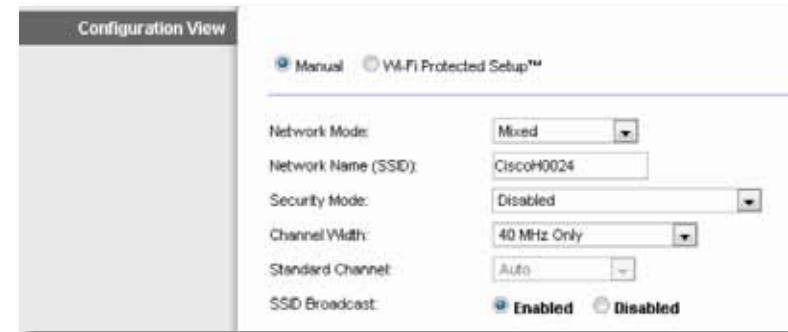 Configuration View
Manual Wi-Fi Protected Setup™
Network Mode: Mixed
Network Name (SSID): CiscoH0024
Security Mode: Disabled
Channel Width: 40 MHz Only
Standard Channel: Auto
SSID Broadcast: Enabled Disabled